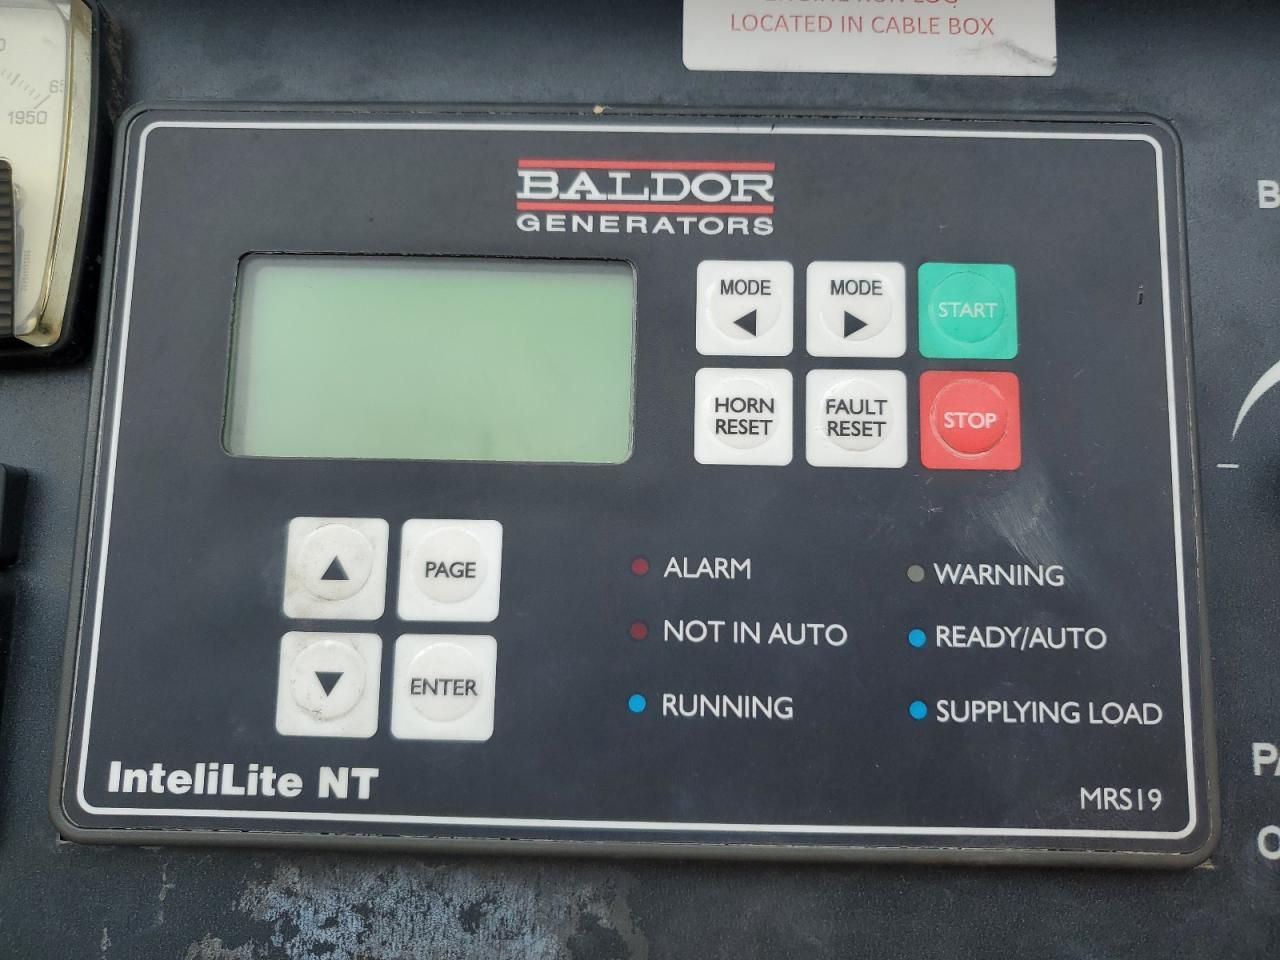 LOCATED IN CABLE BOX
1950
BALDOR
GENERATORS
MODE
MODE
START
HORN
RESET
FAULT
RESET
STOP
PAGE
ENTER
ALARM
WARNING
NOT IN AUTO
READY/AUTO
RUNNING
SUPPLYING LOAD
InteliLite NT
MRS19